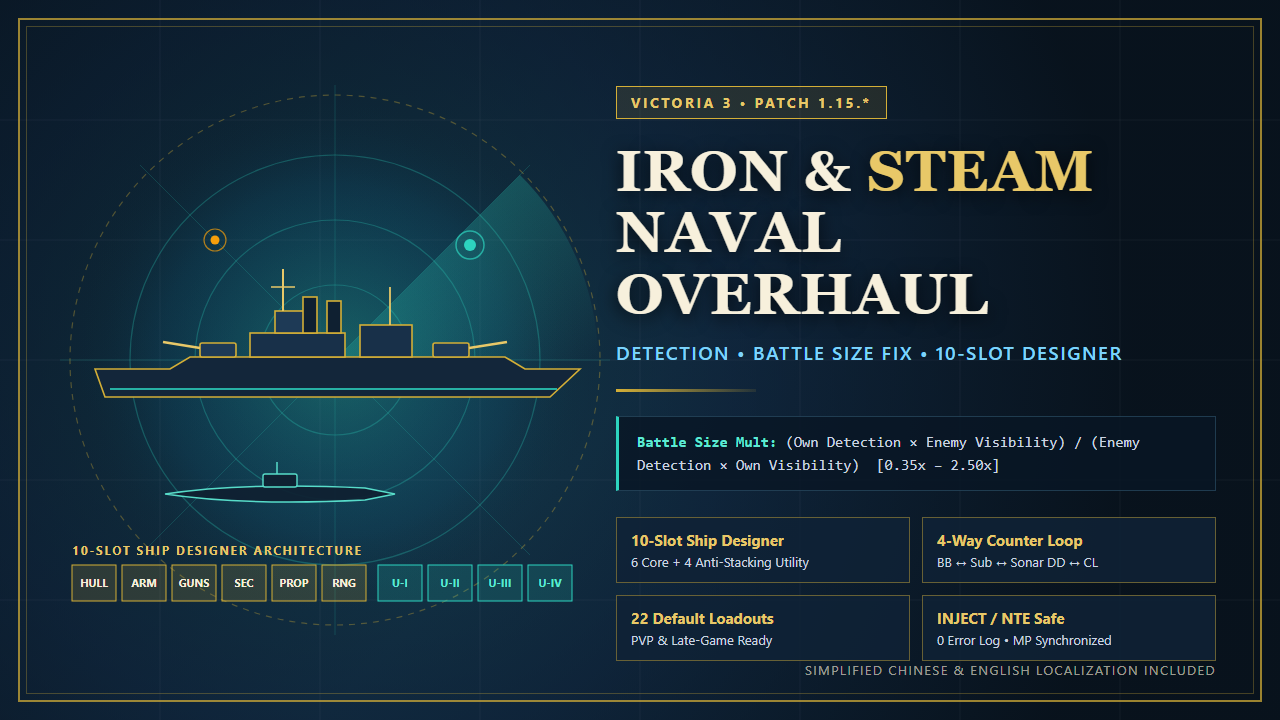 VICTORIA 3 • PATCH 1.15.*
IRON & STEAM
NAVAL
OVERHAUL
DETECTION • BATTLE SIZE FIX • 10-SLOT DESIGNER
Battle Size Mult: (Own Detection × Enemy Visibility) / (Enemy
Detection × Own Visibility) [0.35x – 2.50x]
10-Slot Ship Designer
6 Core + 4 Anti-Stacking Utility
4-Way Counter Loop
BB ↔ Sub ↔ Sonar DD ↔ CL
22 Default Loadouts
PVP & Late-Game Ready
INJECT / NTE Safe
0 Error Log • MP Synchronized
SIMPLIFIED CHINESE & ENGLISH LOCALIZATION INCLUDED
10-SLOT SHIP DESIGNER ARCHITECTURE
HULL ARM GUNS SEC PROP RNG U-I U-II U-III U-IV